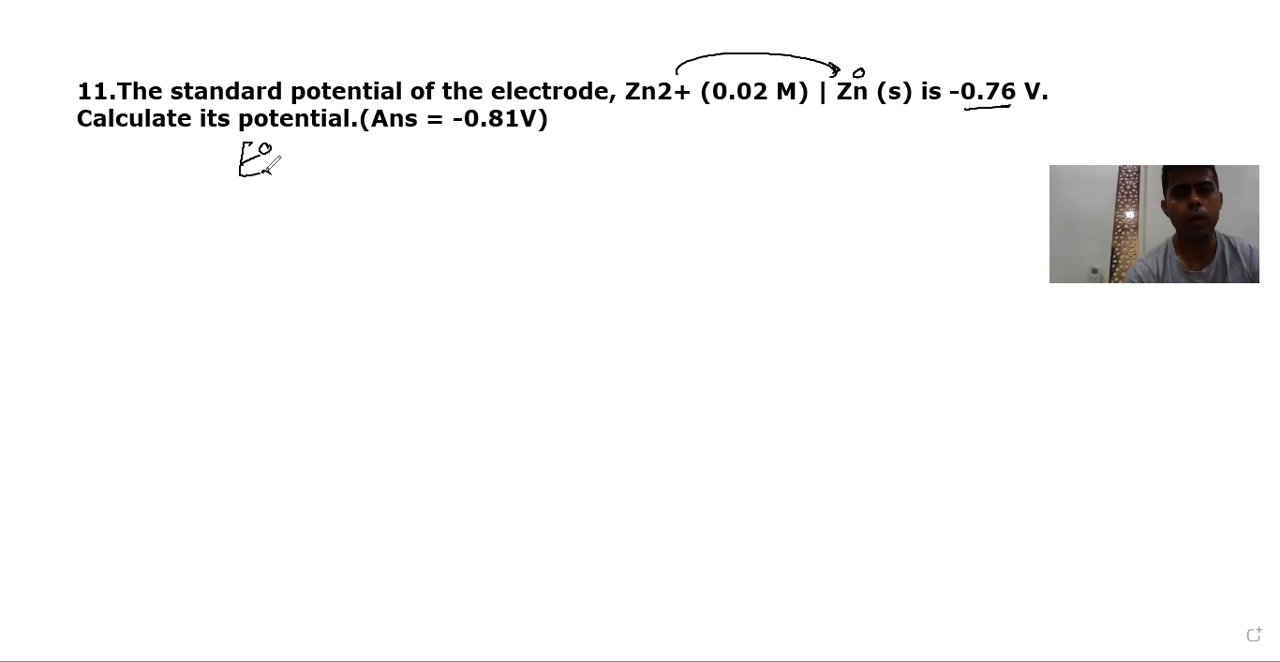 11.The standard potential of the electrode, Zn2+ (0.02 M) | Zn (s) is -0.76 V.
Calculate its potential.(Ans = -0.81V)
E°